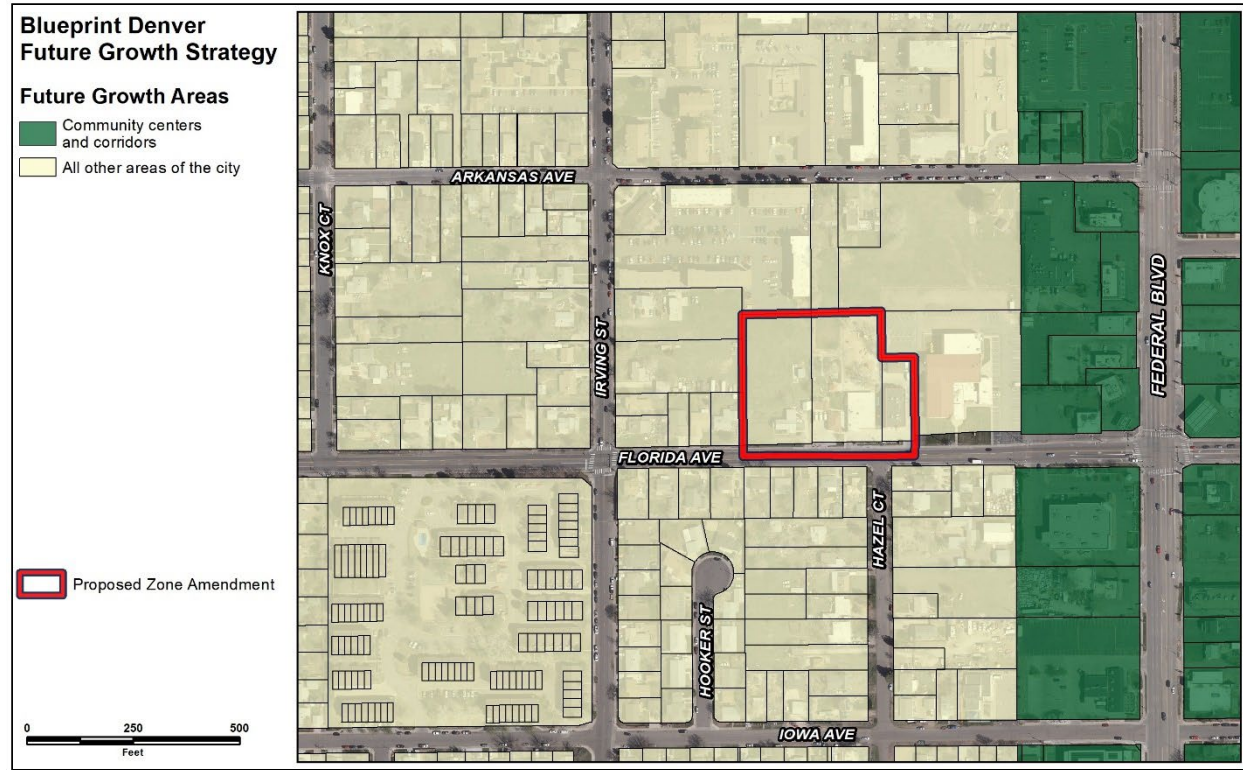 Blueprint Denver
Future Growth Strategy
Future Growth Areas
Community centers
and corridors
All other areas of the city
Proposed Zone Amendment
0 250 500
Feet
ARKANSAS AVE
KNOX CT
IRVING ST
FEDERAL BLVD
FLORIDA AVE
HAZEL CT
HOOKER ST
IOWA AVE